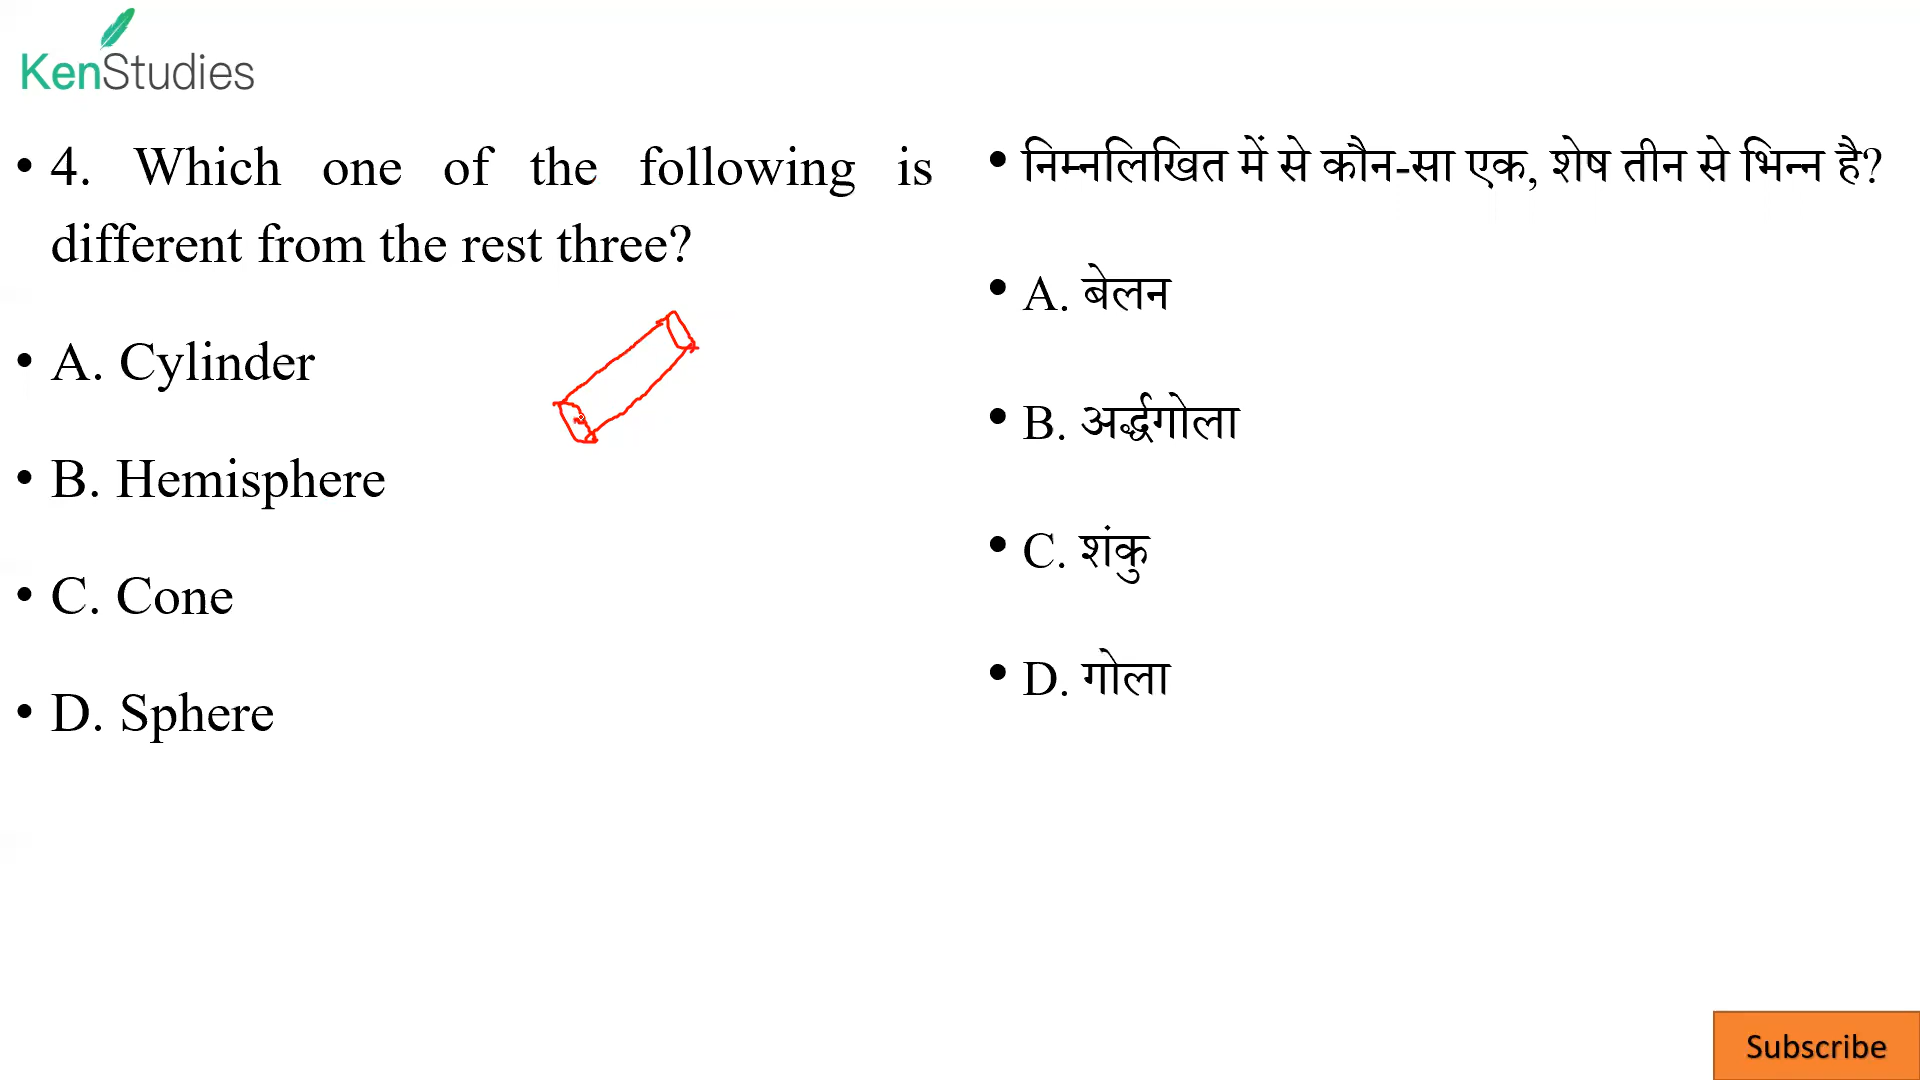 KenStudies
• 4. Which one of the following is
different from the rest three?
• A. Cylinder
• B. Hemisphere
• C. Cone
• D. Sphere
• निम्नलिखित में से कौन-सा एक, शेष तीन से भिन्न है?
• A. बेलन
• B. अर्द्धगोला
• C. शंकु
• D. गोला
Subscribe